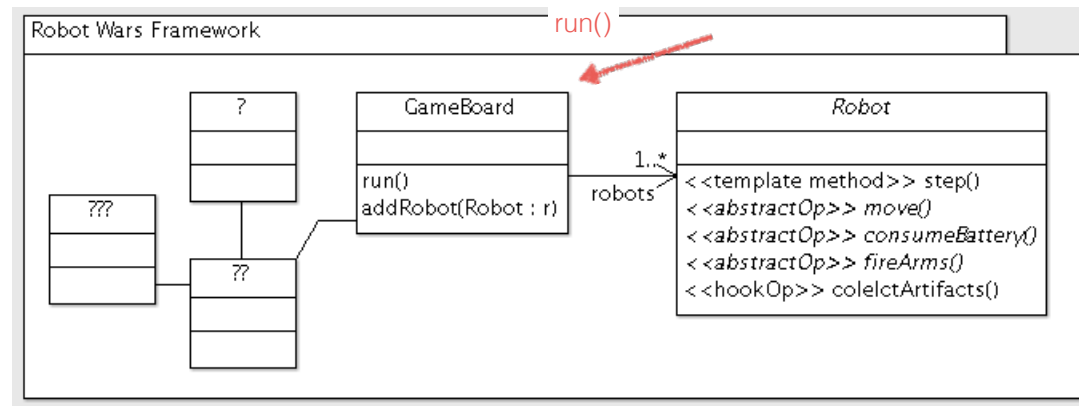 run()
Robot Wars Framework
?
GameBoard
Robot
run()
addRobot(Robot : r)
1..*
robots
<<template method>> step()
<<abstractOp>> move()
<<abstractOp>> consumeBattery()
<<abstractOp>> fireArms()
<<hookOp>> colelctArtifacts()
???
??